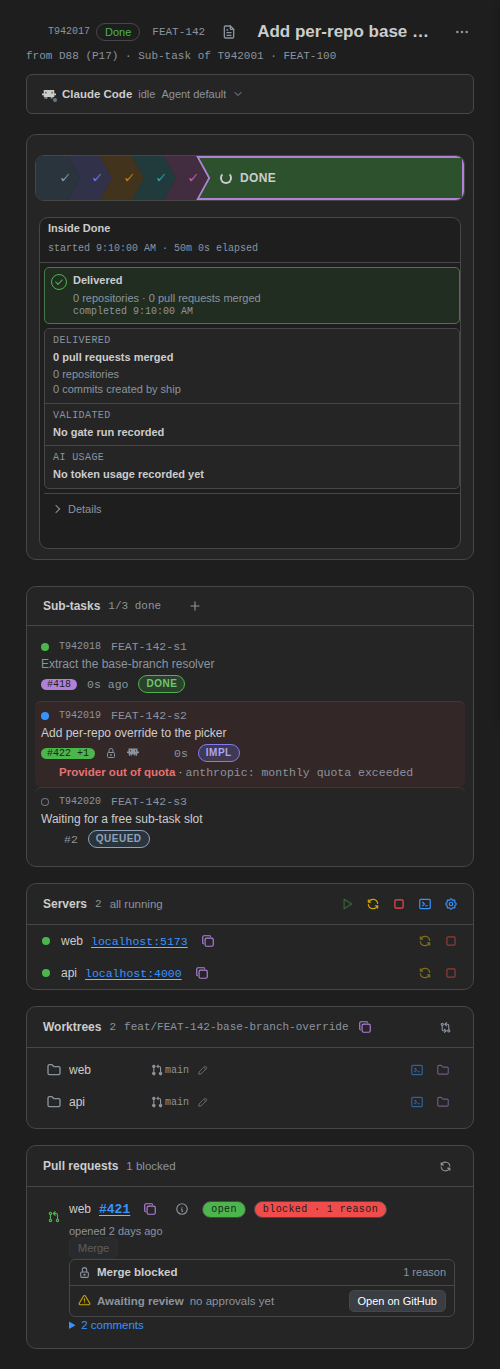 T942017 Done FEAT-142 Add per-repo base ...
from D88 (P17) · Sub-task of T942001 · FEAT-100
Claude Code idle Agent default
DONE
Inside Done
started 9:10:00 AM · 50m 0s elapsed
Delivered
0 repositories · 0 pull requests merged
completed 9:10:00 AM
DELIVERED
0 pull requests merged
0 repositories
0 commits created by ship
VALIDATED
No gate run recorded
AI USAGE
No token usage recorded yet
Details
Sub-tasks 1/3 done
T942018 FEAT-142-s1
Extract the base-branch resolver
#418 0s ago DONE
T942019 FEAT-142-s2
Add per-repo override to the picker
#422 +1 0s IMPL
Provider out of quota · anthropic: monthly quota exceeded
T942020 FEAT-142-s3
Waiting for a free sub-task slot
#2 QUEUED
Servers 2 all running
web localhost:5173
api localhost:4000
Worktrees 2 feat/FEAT-142-base-branch-override
web main
api main
Pull requests 1 blocked
web #421 open blocked · 1 reason
opened 2 days ago
Merge
Merge blocked 1 reason
Awaiting review no approvals yet Open on GitHub
2 comments